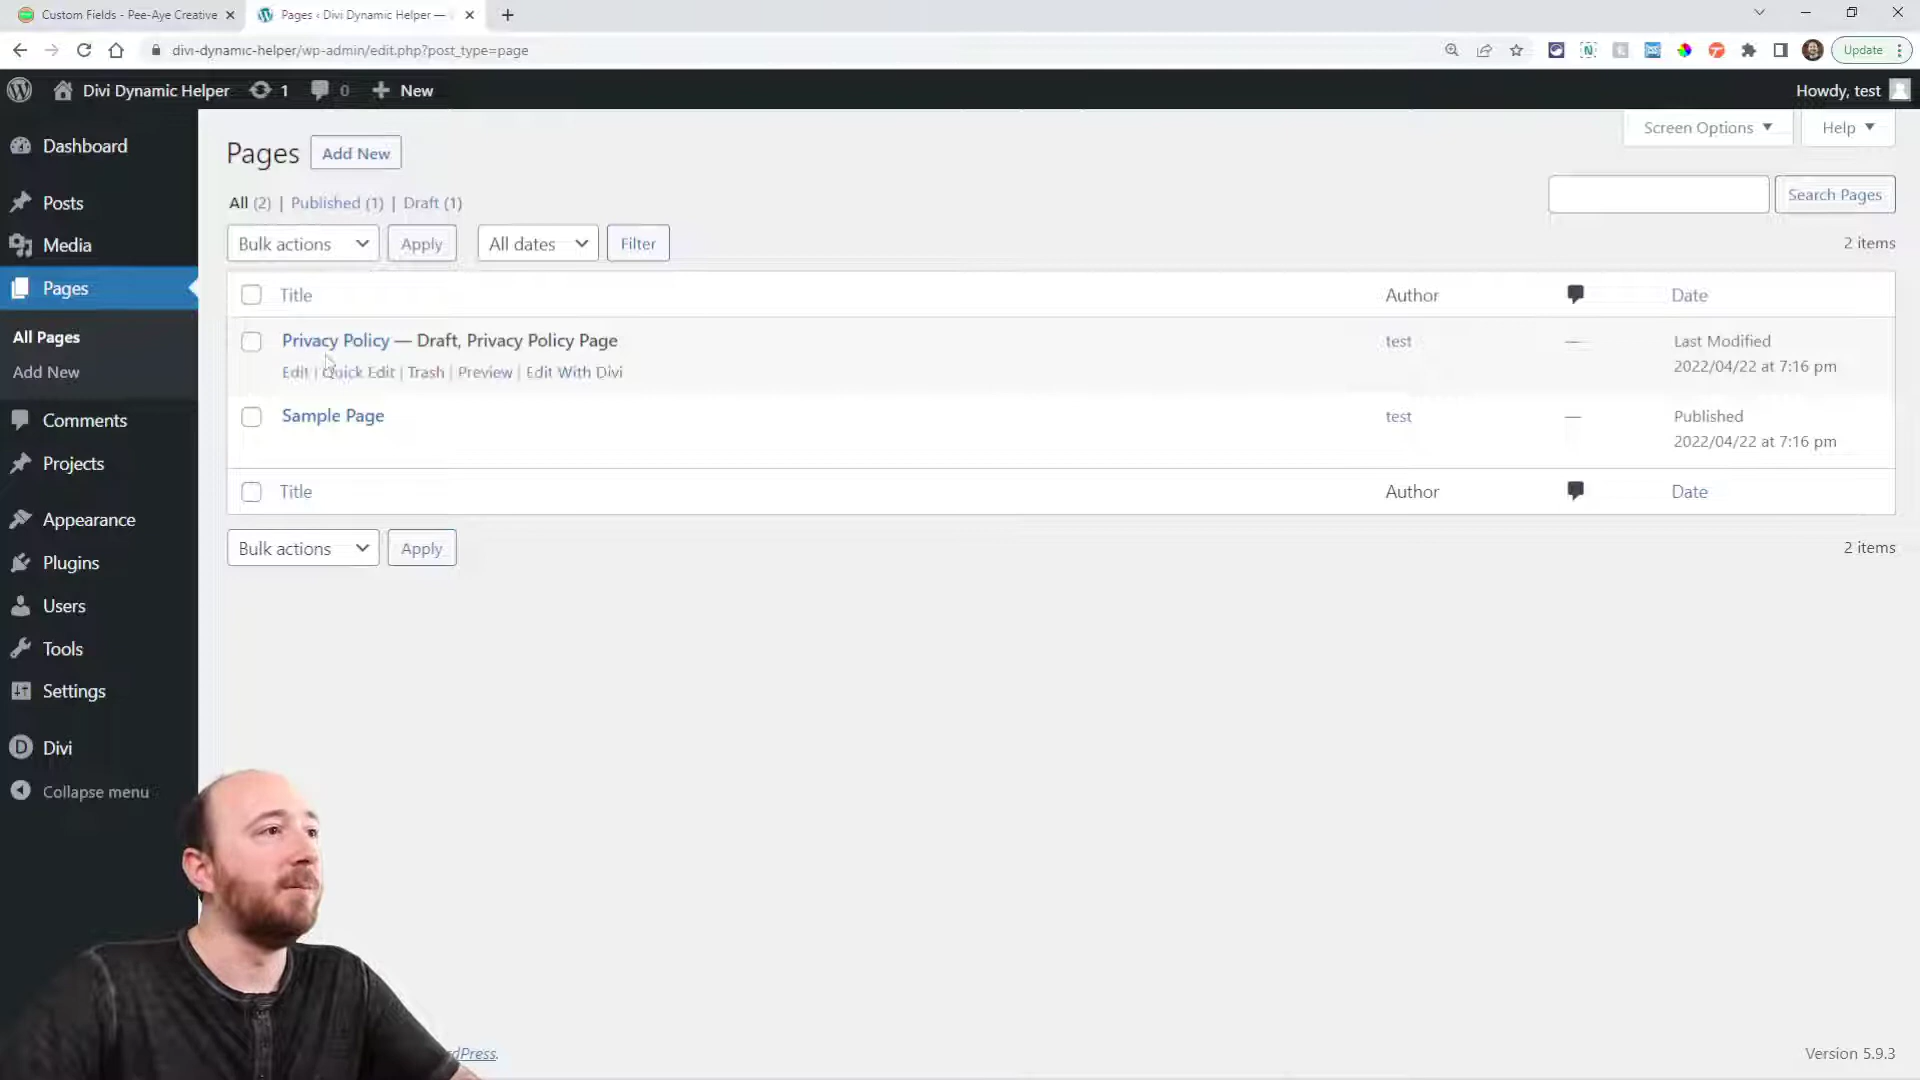 Custom Fields - Pee-Aye Creative
Pages ‹ Divi Dynamic Helper —
divi-dynamic-helper/wp-admin/edit.php?post_type=page
Update
Divi Dynamic Helper 1 0 New
Howdy, test
Dashboard
Posts
Media
Pages
All Pages
Add New
Comments
Projects
Appearance
Plugins
Users
Tools
Settings
Divi
Collapse menu
Screen Options
Help
Pages Add New
All (2) | Published (1) | Draft (1)
Search Pages
Bulk actions Apply All dates Filter
2 items
Title Author Date
Privacy Policy — Draft, Privacy Policy Page test — Last Modified
2022/04/22 at 7:16 pm
Edit | Quick Edit | Trash | Preview | Edit With Divi
Sample Page test — Published
2022/04/22 at 7:16 pm
Title Author Date
Bulk actions Apply
2 items
dPress.
Version 5.9.3